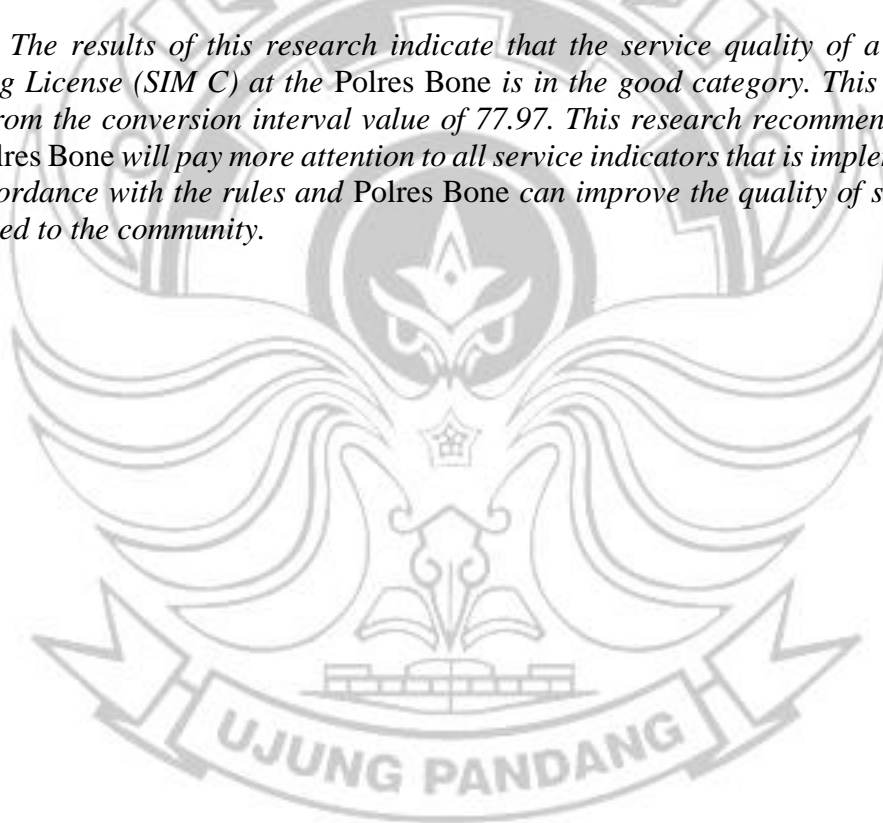 The results of this research indicate that the service quality of a
g License (SIM C) at the Polres Bone is in the good category. This
rom the conversion interval value of 77.97. This research recommen
lres Bone will pay more attention to all service indicators that is imple
ordance with the rules and Polres Bone can improve the quality of s
ed to the community.
UJUNG PANDANG